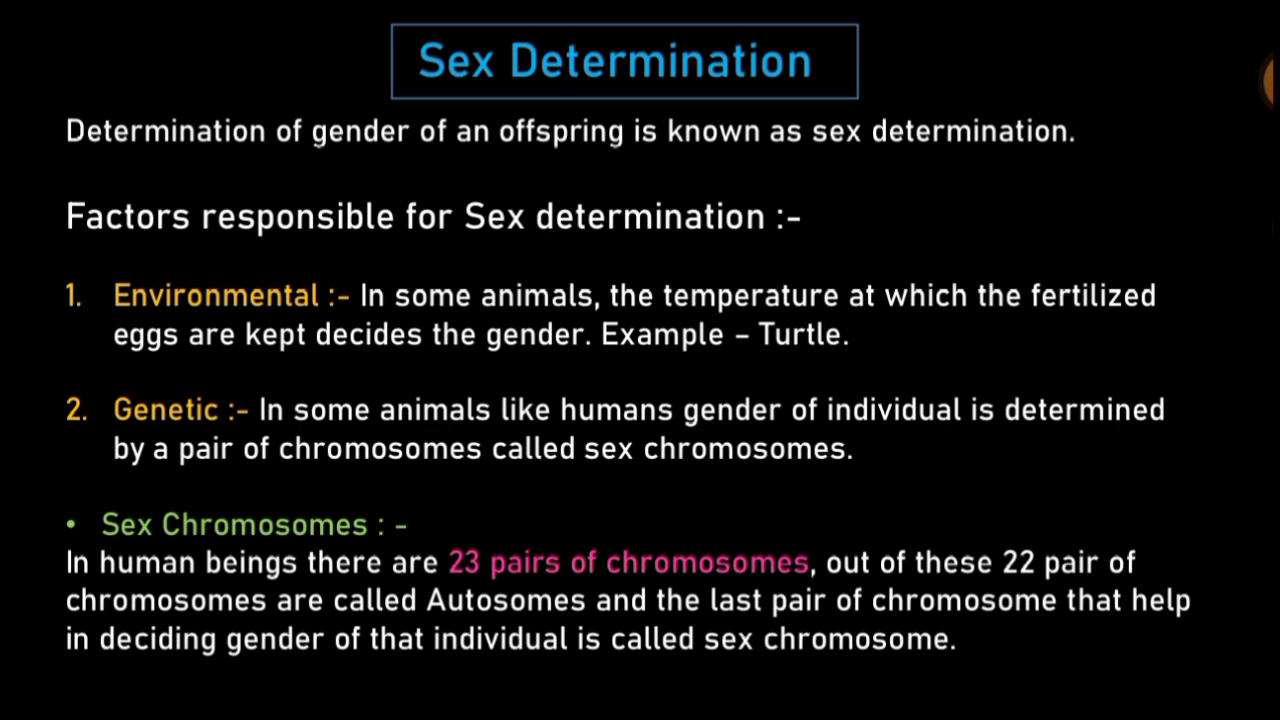 Sex Determination
Determination of gender of an offspring is known as sex determination.
Factors responsible for Sex determination :-
1. Environmental :- In some animals, the temperature at which the fertilized
eggs are kept decides the gender. Example – Turtle.
2. Genetic :- In some animals like humans gender of individual is determined
by a pair of chromosomes called sex chromosomes.
• Sex Chromosomes : -
In human beings there are 23 pairs of chromosomes, out of these 22 pair of
chromosomes are called Autosomes and the last pair of chromosome that help
in deciding gender of that individual is called sex chromosome.